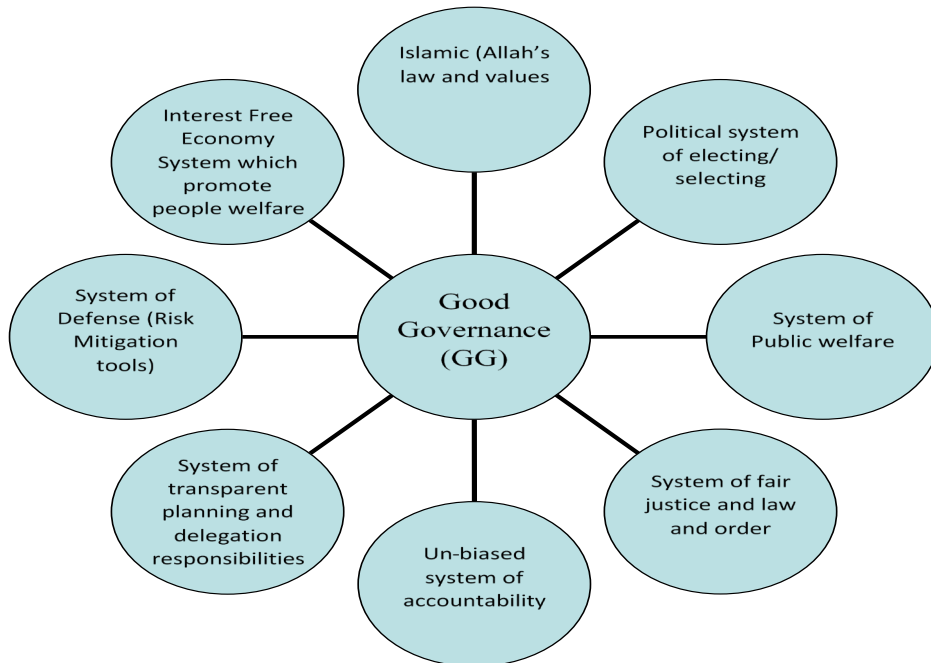 Islamic (Allah’s
law and values
Political system
of electing/
selecting
System of
Public welfare
System of fair
justice and law
and order
Un-biased
system of
accountability
System of
transparent
planning and
delegation
responsibilities
System of
Defense (Risk
Mitigation
tools)
Interest Free
Economy
System which
promote
people welfare
Good
Governance
(GG)